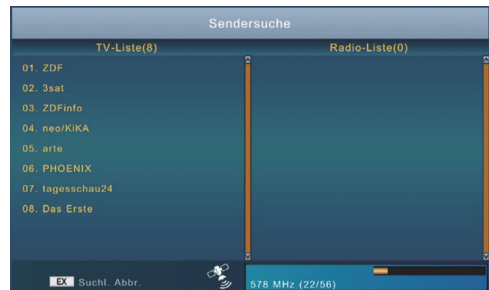 Sendersuche
TV-Liste(8)
Radio-Liste(0)
01. ZDF
02. 3sat
03. ZDFinfo
04. neo/KiKA
05. arte
06. PHOENIX
07. tagesschau24
08. Das Erste
EX Suchl. Abbr.
578 MHz (22/56)